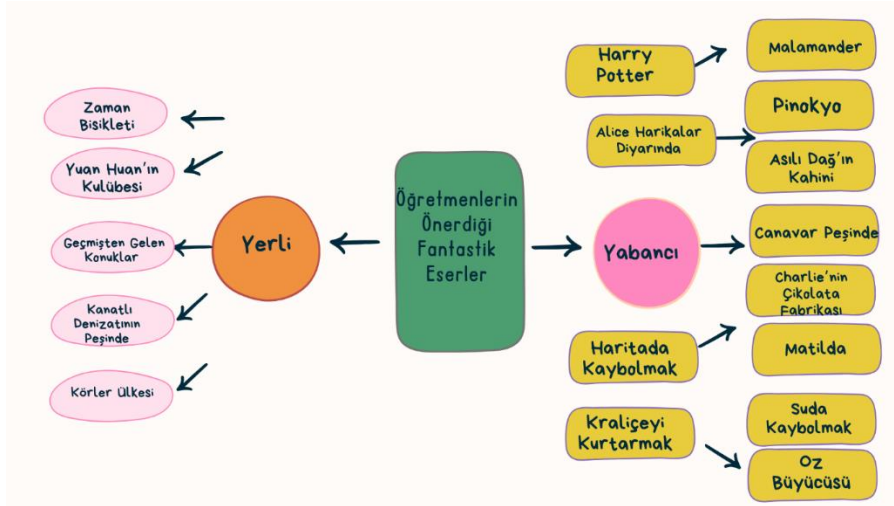 Öğretmenlerin
Önerdiği
Fantastik
Eserler
Yerli
Zaman
Bisikleti
Yuan Huan'ın
Kulübesi
Geçmişten Gelen
Konuklar
Kanatlı
Denizatının
Peşinde
Körler Ülkesi
Yabancı
Harry
Potter
Malamander
Pinokyo
Alice Harikalar
Diyarında
Asılı Dağ'ın
Kahini
Canavar Peşinde
Charlie'nin
Çikolata
Fabrikası
Haritada
Kaybolmak
Matilda
Kraliçeyi
Kurtarmak
Suda
Kaybolmak
Oz
Büyücüsü